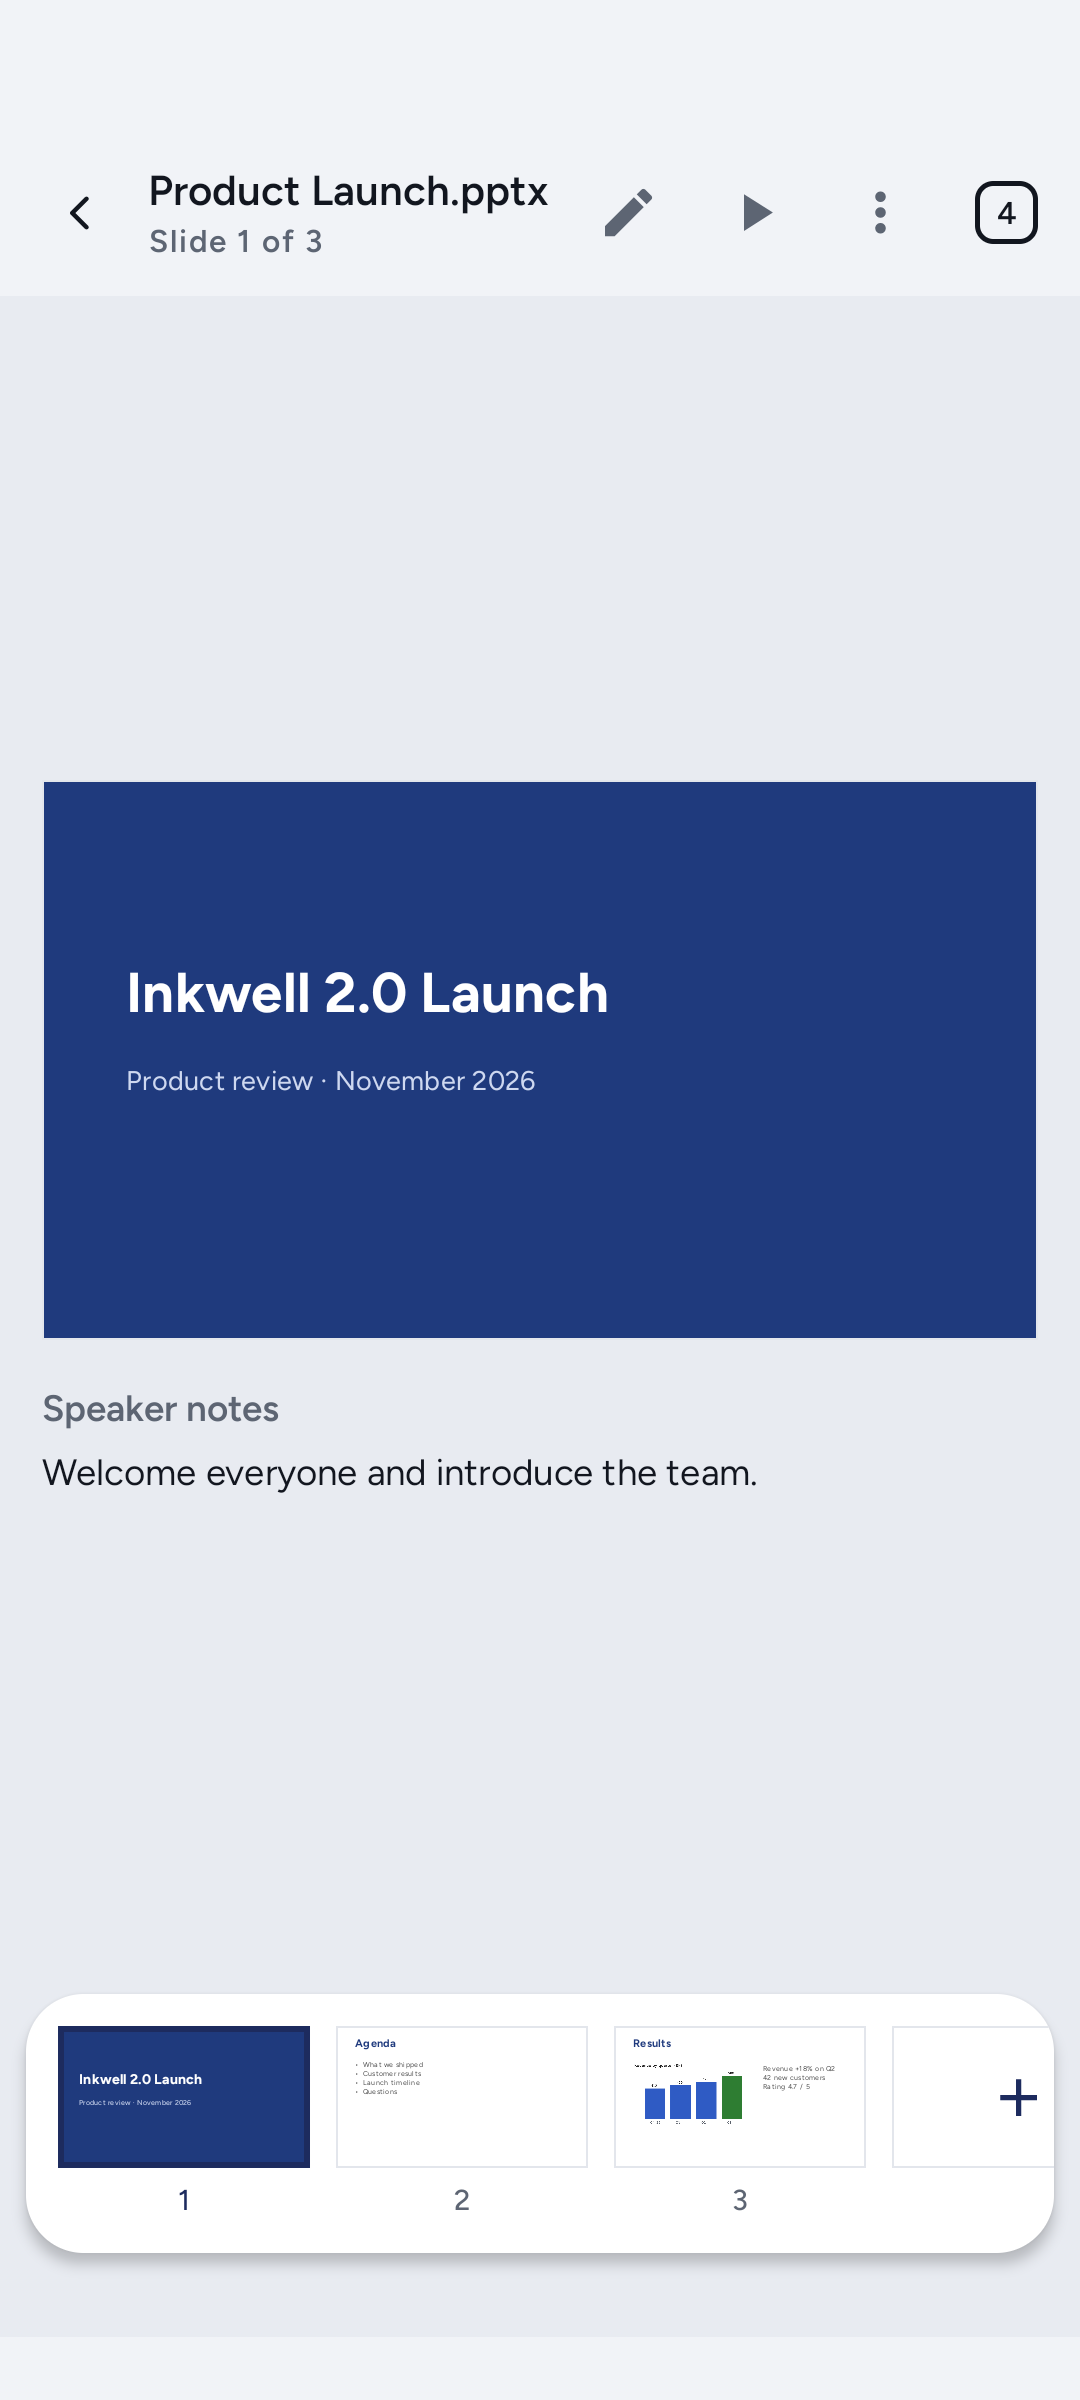 Product Launch.pptx
Slide 1 of 3
4
Inkwell 2.0 Launch
Product review · November 2026
Speaker notes
Welcome everyone and introduce the team.
Inkwell 2.0 Launch
Product review · November 2026
1
Agenda
• What we shipped
• Customer results
• Launch timeline
• Questions
2
Results
Revenue +18% on Q2
42 new customers
Rating 4.7 / 5
3